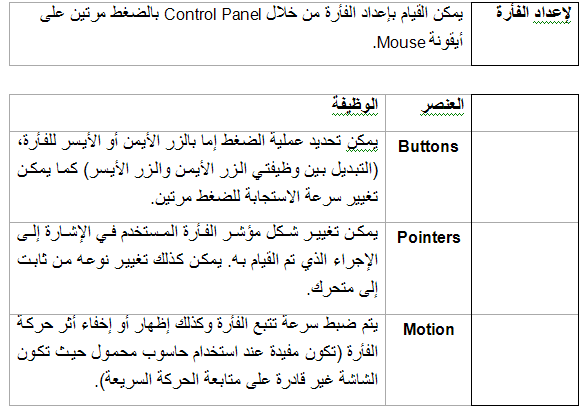 لإعداد الفأرة
يمكن القيام بإعداد الفأرة من خلال Control Panel بالضغط مرتين على
أيقونة Mouse.
العنصر
الوظيفة
Buttons
يمكن تحديد عملية الضغط إما بالزر الأيمن أو الأيسر للفأرة،
(التبديل بين وظيفتي الزر الأيمن والزر الأيسر) كما يمكن
تغيير سرعة الاستجابة للضغط مرتين.
Pointers
يمكن تغيير شكل مؤشر الفأرة المستخدم في الإشارة إلى
الإجراء الذي تم القيام به. يمكن كذلك تغيير نوعه من ثابت
إلى متحرك.
Motion
يتم ضبط سرعة تتبع الفأرة وكذلك إظهار أو إخفاء أثر حركة
الفأرة (تكون مفيدة عند استخدام حاسوب محمول حيث تكون
الشاشة غير قادرة على متابعة الحركة السريعة).